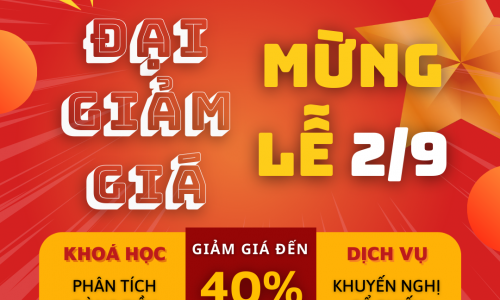 ĐẠI
GIẢM
GIÁ
MỪNG
LỄ 2/9
KHOÁ HỌC
PHÂN TÍCH
GIẢM GIÁ ĐẾN
40%
DỊCH VỤ
KHUYẾN NGHỊ